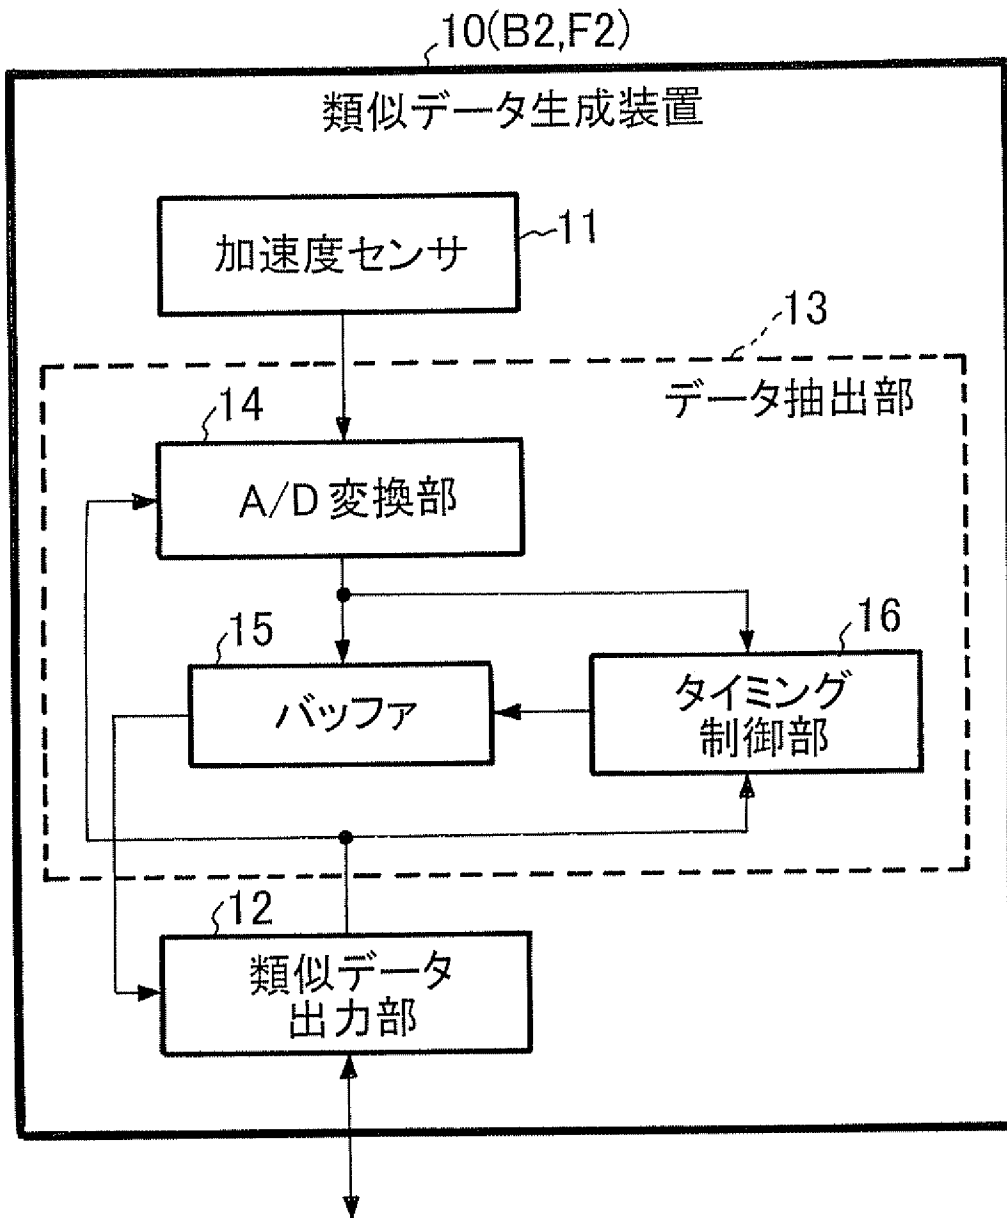 10(B2,F2)
類似データ生成装置
加速度センサ
11
13
データ抽出部
14
A/D変換部
15
バッファ
16
タイミング
制御部
12
類似データ
出力部